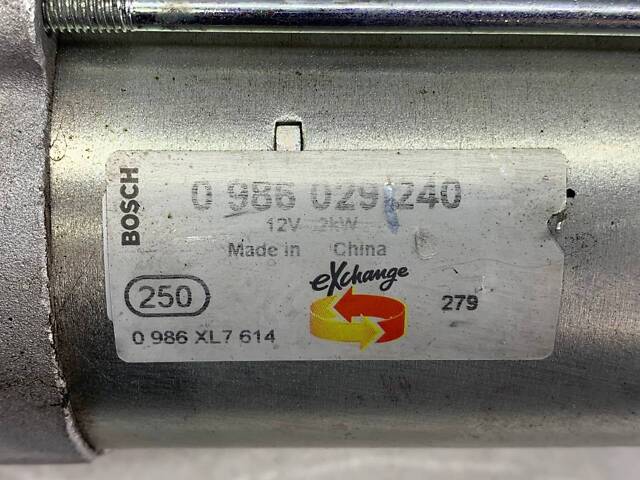 BOSCH
0 986 029 240
12V 2kW
Made in China
eXchange
250
279
0 986 XL7 614